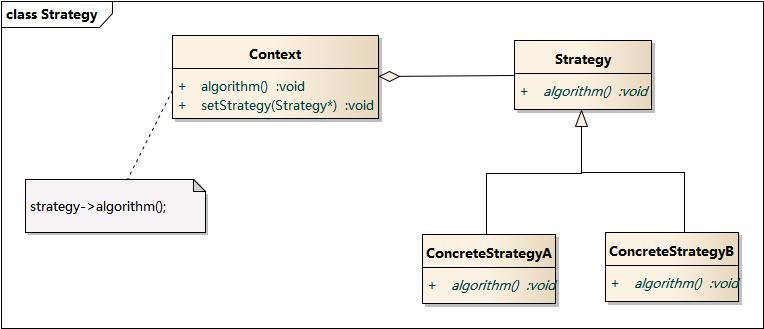 class Strategy
Context
+ algorithm() :void
+ setStrategy(Strategy*) :void
Strategy
+ algorithm() :void
strategy->algorithm();
ConcreteStrategyA
+ algorithm() :void
ConcreteStrategyB
+ algorithm() :void